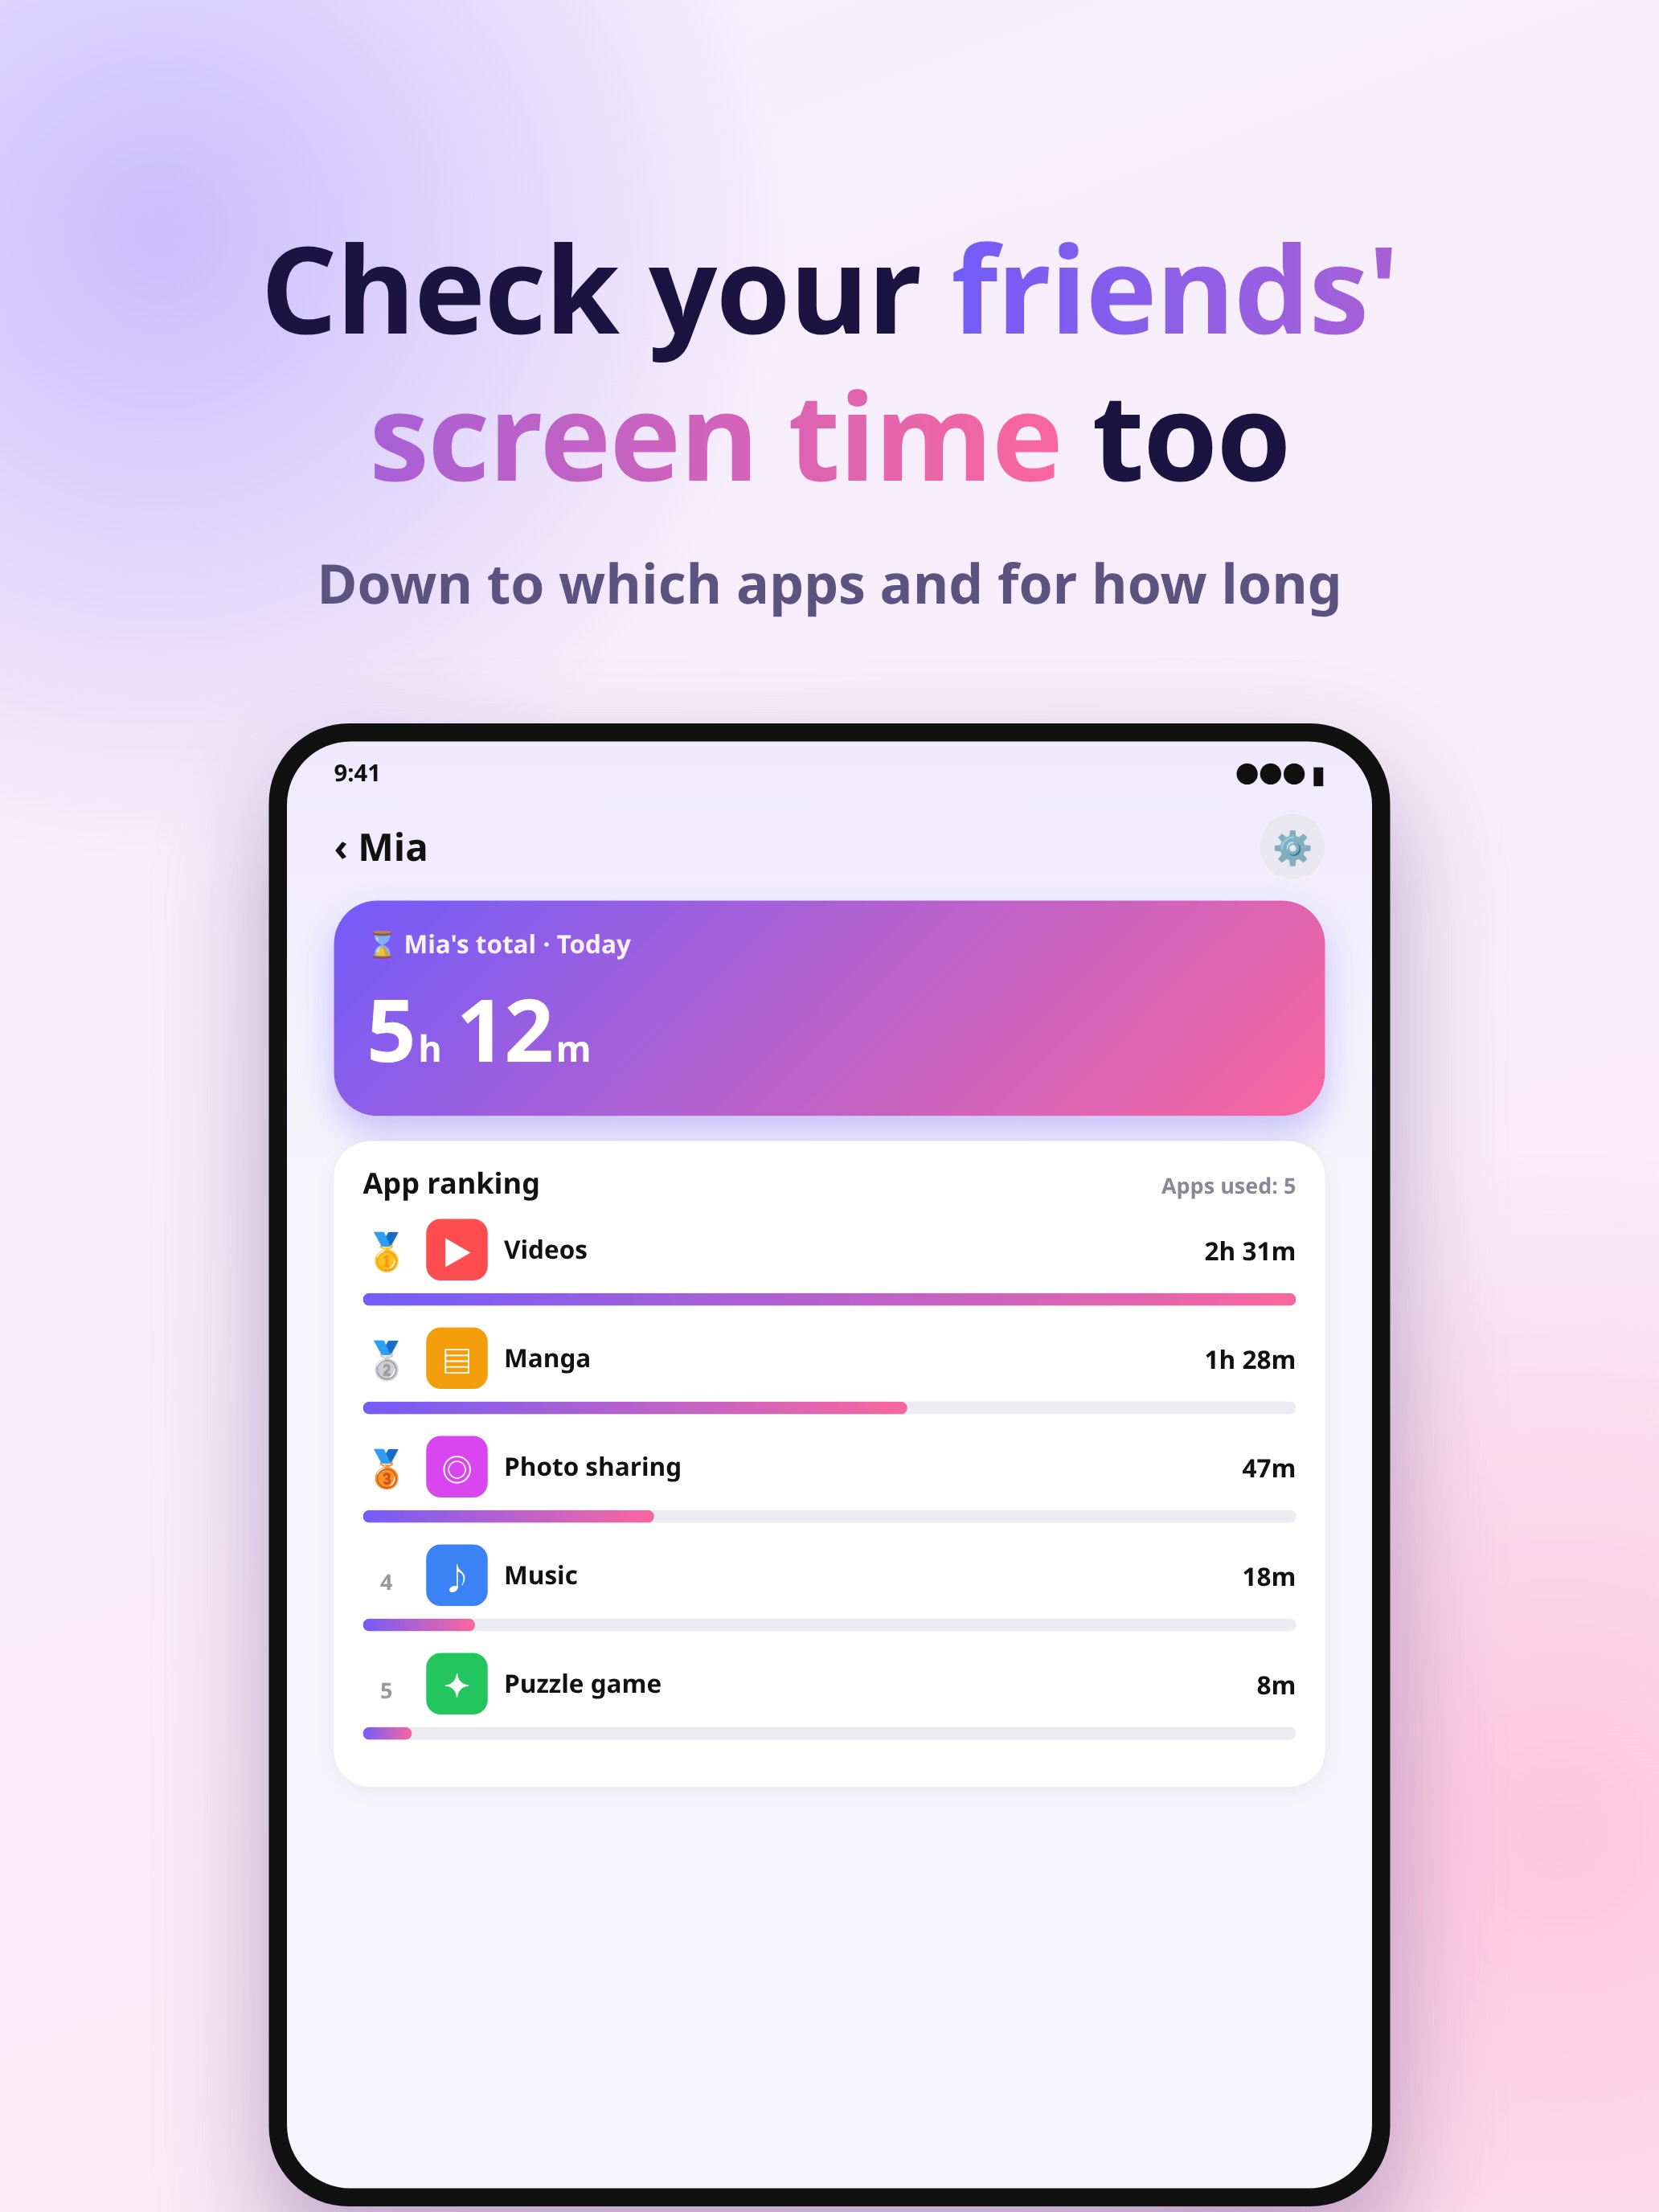 Check your friends'
screen time too
Down to which apps and for how long
9:41
‹ Mia
⌛ Mia's total · Today
5h 12m
App ranking
Apps used: 5
Videos
2h 31m
Manga
1h 28m
Photo sharing
47m
4
Music
18m
5
Puzzle game
8m